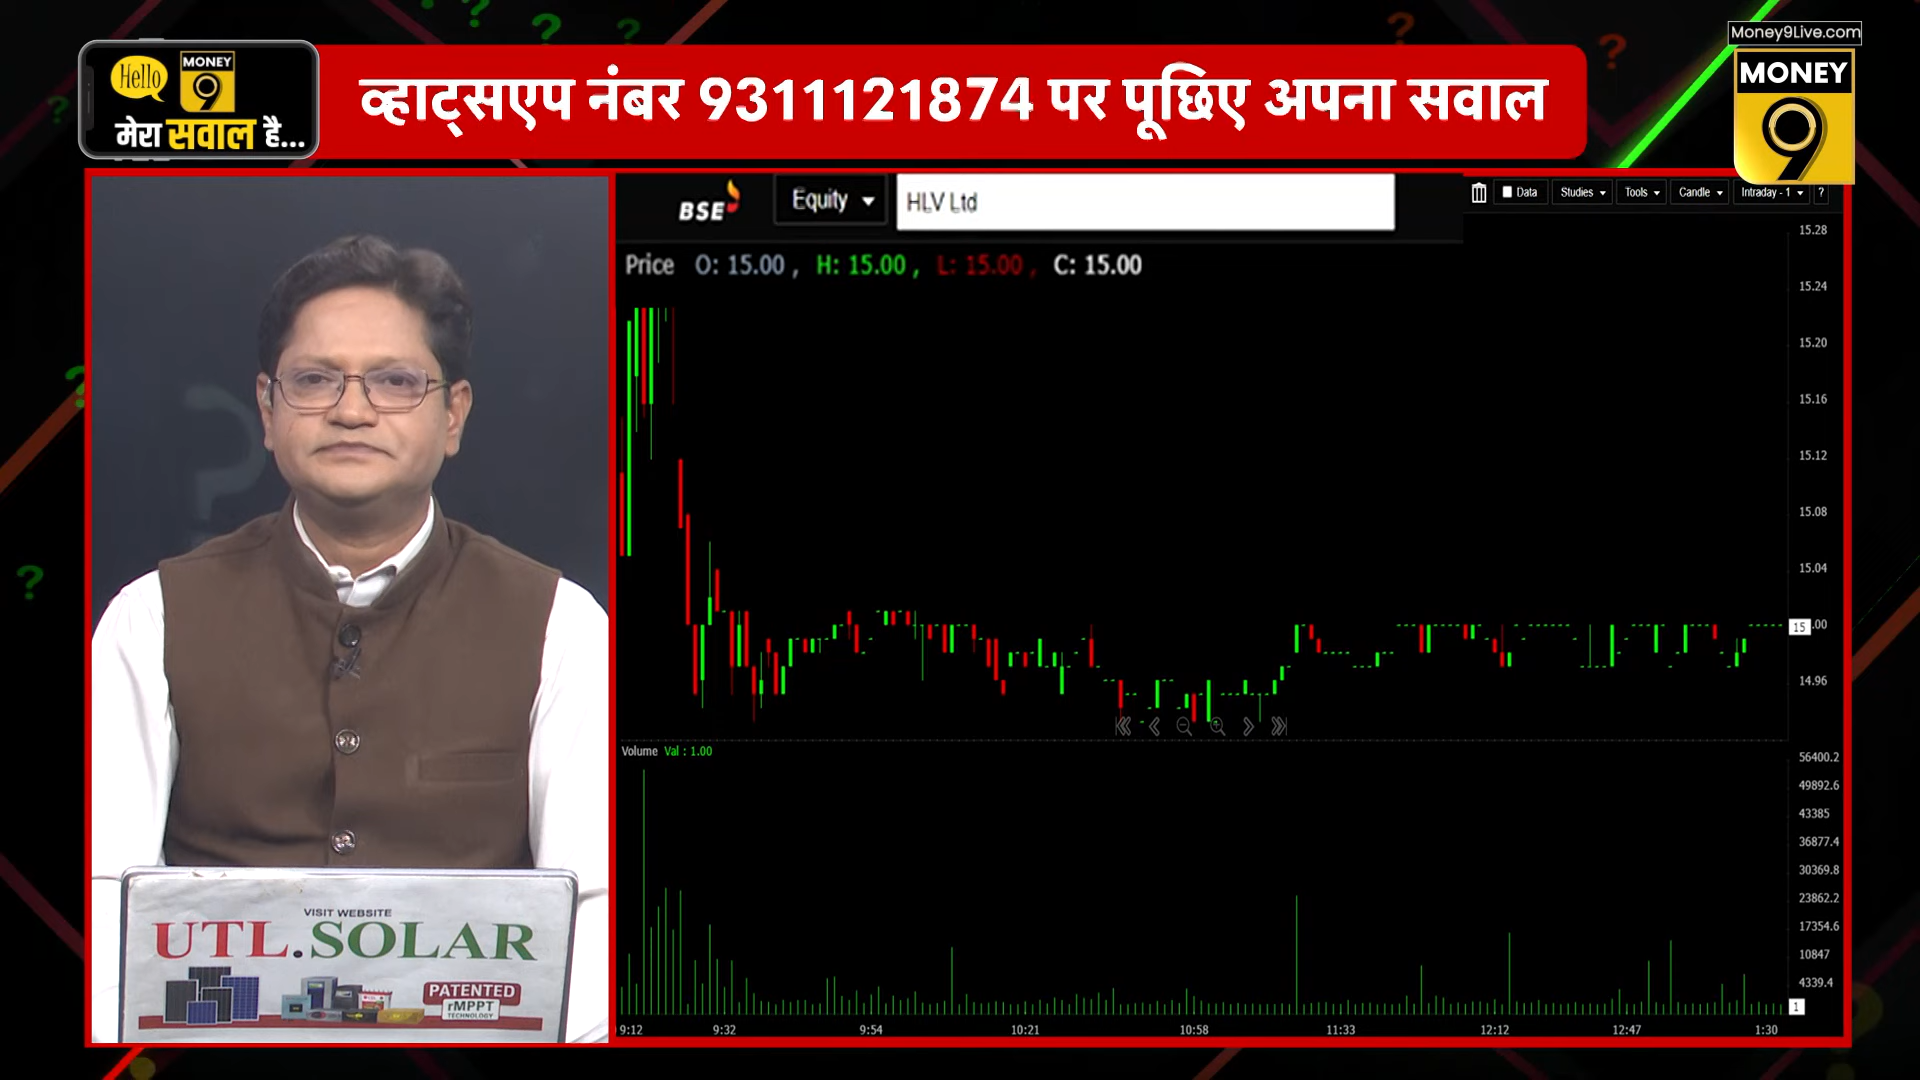 Money9Live.com
Hello MONEY 9
मेरा सवाल है...
व्हाट्सएप नंबर 9311121874 पर पूछिए अपना सवाल
MONEY
9
BSE Equity HLV Ltd
Data Studies Tools Candle Intraday - 1 ?
Price O: 15.00 , H: 15.00 , L: 15.00 , C: 15.00
15.28
15.24
15.20
15.16
15.12
15.08
15.04
15 .00
14.96
Volume Val : 1.00
56400.2
49892.6
43385
36877.4
30369.8
23862.2
17354.6
10847
4339.4
1
9:12 9:32 9:54 10:21 10:58 11:33 12:12 12:47 1:30
VISIT WEBSITE
UTL.SOLAR
PATENTED
rMPPT
TECHNOLOGY